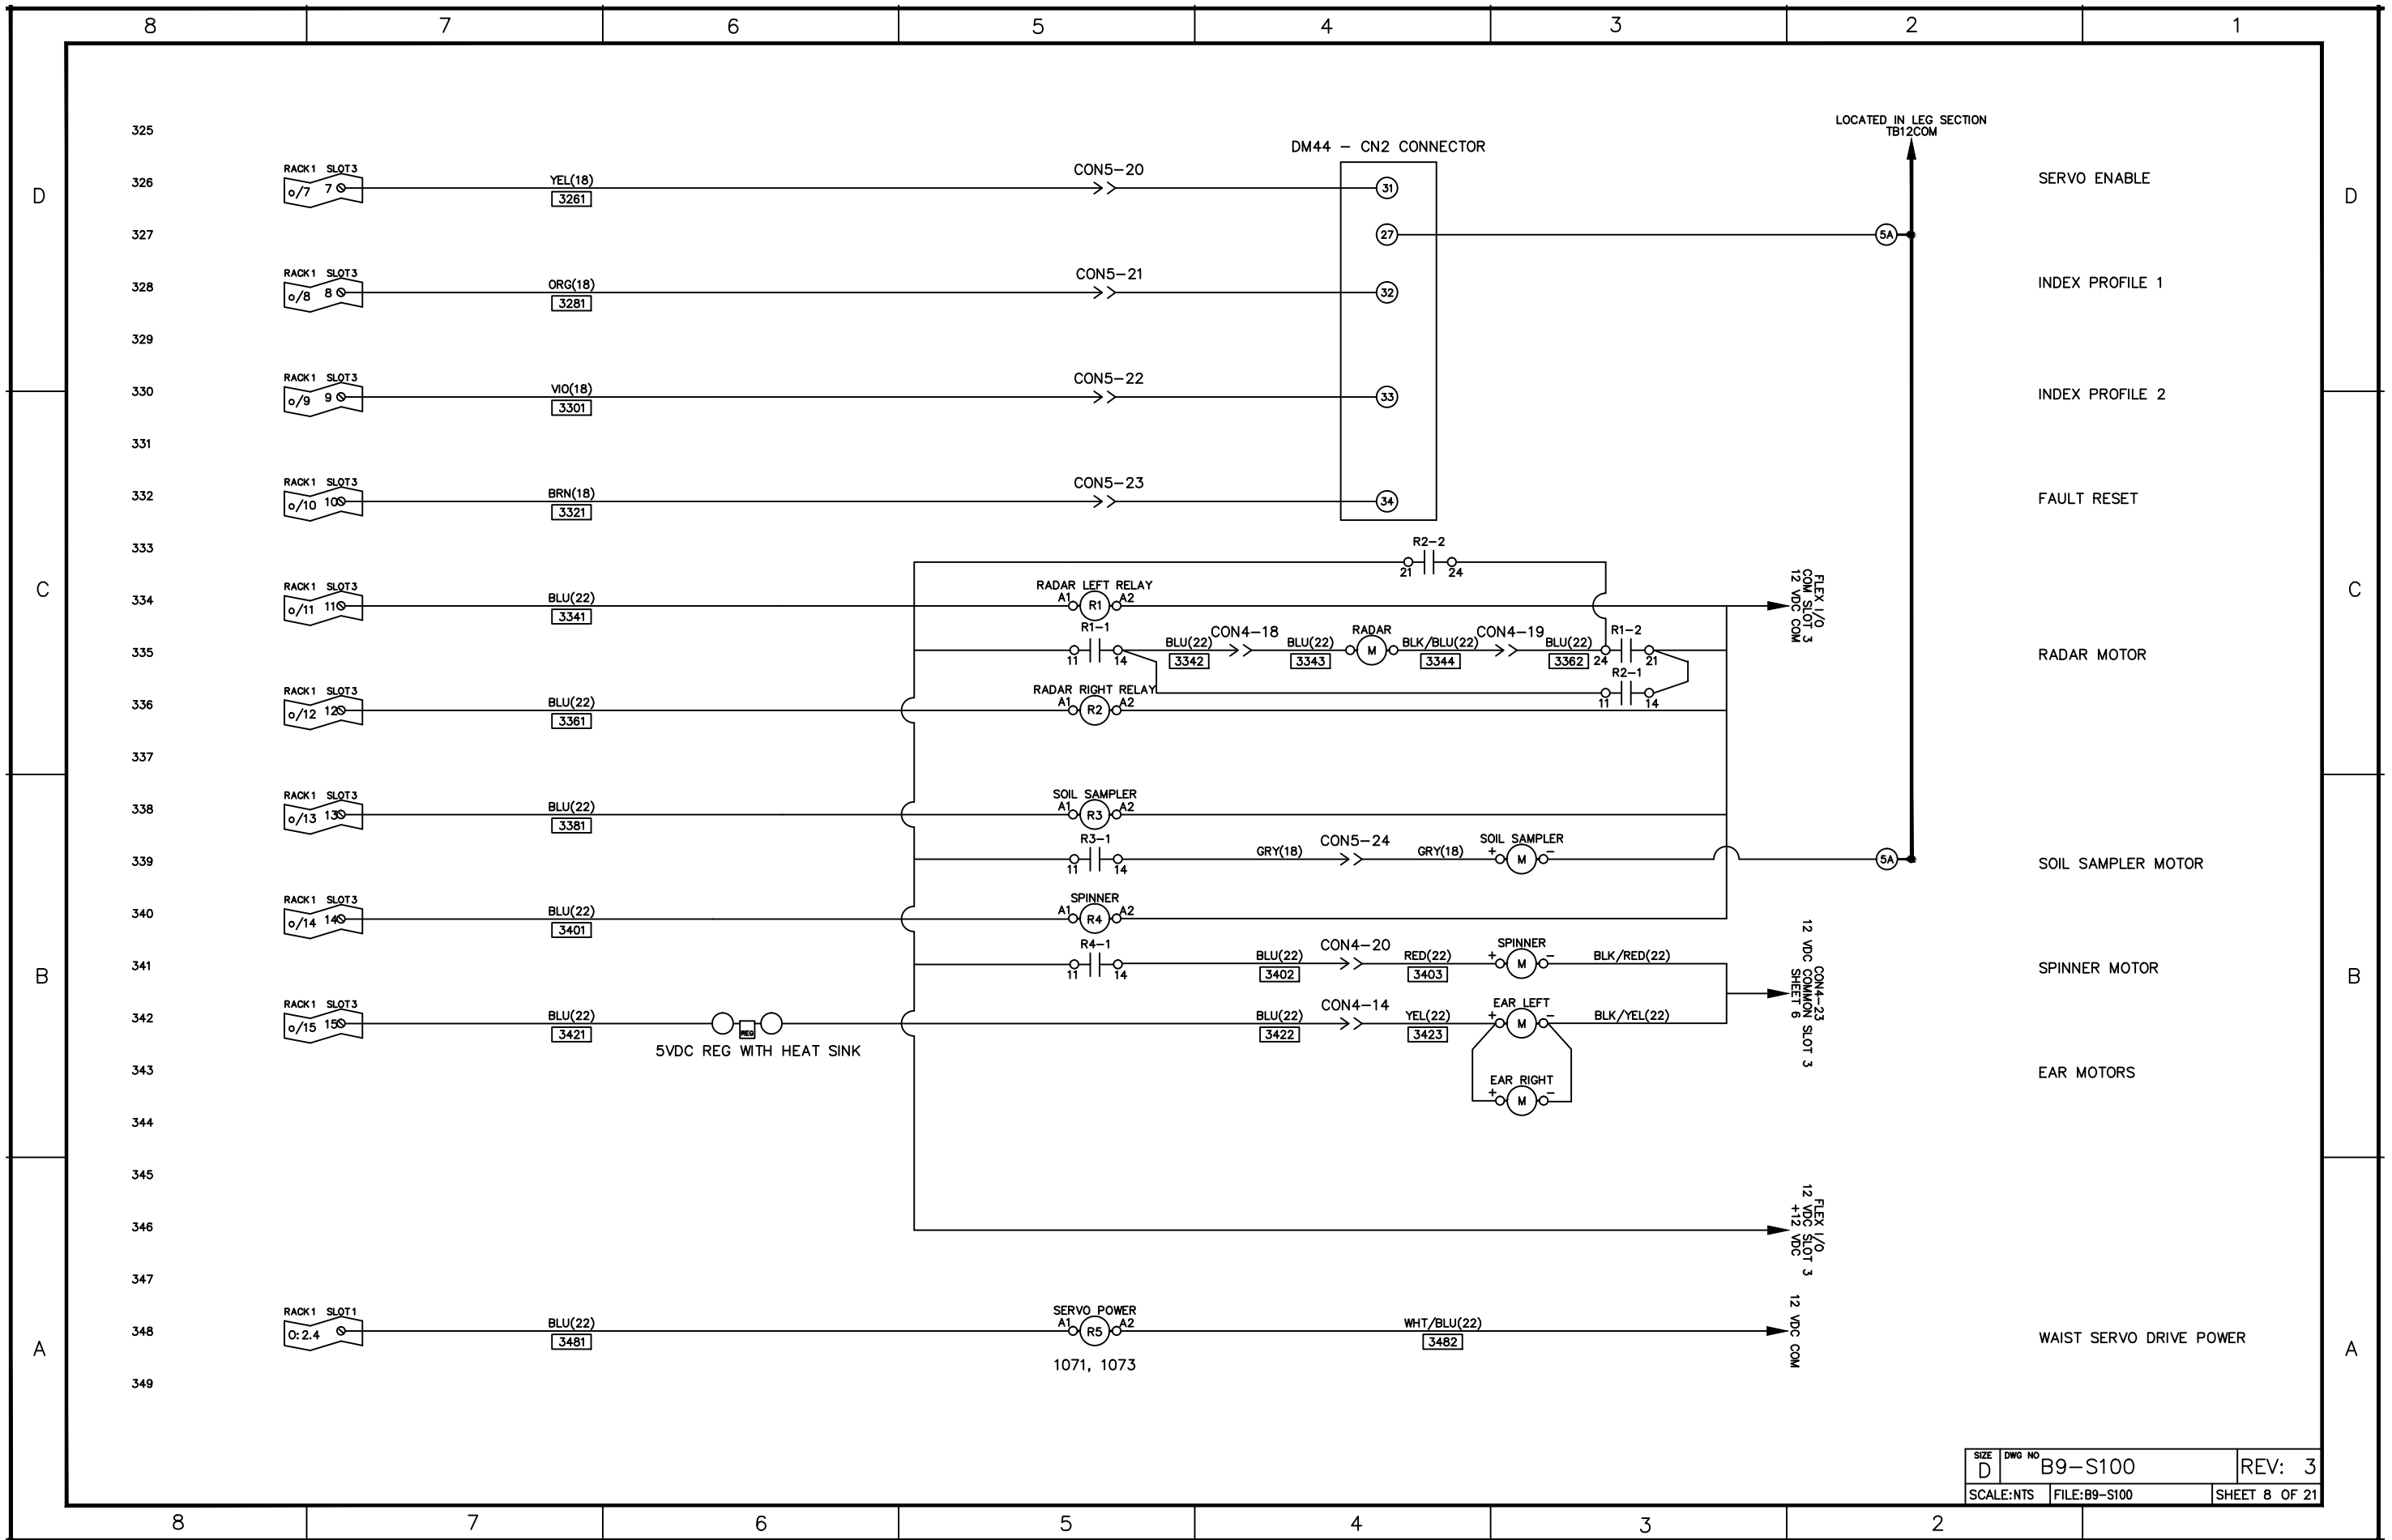 8 7 6 5 4 3 2 1
325
LOCATED IN LEG SECTION
TB12COM
DM44 - CN2 CONNECTOR
D
326
RACK1 SLOT3
o/7 7
YEL(18)
3261
CON5-20
31
SERVO ENABLE
D
327
27
5A
328
RACK1 SLOT3
o/8 8
ORG(18)
3281
CON5-21
32
INDEX PROFILE 1
329
330
RACK1 SLOT3
o/9 9
VIO(18)
3301
CON5-22
33
INDEX PROFILE 2
331
332
RACK1 SLOT3
o/10 10
BRN(18)
3321
CON5-23
34
FAULT RESET
333
R2-2
21 24
C
334
RACK1 SLOT3
o/11 11
BLU(22)
3341
RADAR LEFT RELAY
A1 R1 A2
FLEX I/O
COM SLOT 3
12 VDC COM
C
335
R1-1
11 14
BLU(22)
3342
CON4-18
BLU(22)
3343
RADAR
M
BLK/BLU(22)
3344
CON4-19
BLU(22)
3362
R1-2
24 21
RADAR MOTOR
R2-1
11 14
336
RACK1 SLOT3
o/12 12
BLU(22)
3361
RADAR RIGHT RELAY
A1 R2 A2
337
338
RACK1 SLOT3
o/13 13
BLU(22)
3381
SOIL SAMPLER
A1 R3 A2
339
R3-1
11 14
GRY(18)
CON5-24
GRY(18)
SOIL SAMPLER
+ M -
5A
SOIL SAMPLER MOTOR
340
RACK1 SLOT3
o/14 14
BLU(22)
3401
SPINNER
A1 R4 A2
B
341
R4-1
11 14
BLU(22)
3402
CON4-20
RED(22)
3403
SPINNER
+ M -
BLK/RED(22)
CON4-23
12 VDC COMMON SLOT 3
SHEET 6
SPINNER MOTOR
B
342
RACK1 SLOT3
o/15 15
BLU(22)
3421
REG
5VDC REG WITH HEAT SINK
BLU(22)
3422
CON4-14
YEL(22)
3423
EAR LEFT
+ M -
BLK/YEL(22)
343
EAR RIGHT
+ M -
EAR MOTORS
344
345
346
FLEX I/O
12 VDC SLOT 3
+12 VDC
347
A
348
RACK1 SLOT1
O:2.4
BLU(22)
3481
SERVO POWER
A1 R5 A2
1071, 1073
WHT/BLU(22)
3482
12 VDC COM
WAIST SERVO DRIVE POWER
A
349
SIZE
D
DWG NO
B9-S100
REV: 3
SCALE:NTS
FILE:B9-S100
SHEET 8 OF 21
8 7 6 5 4 3 2